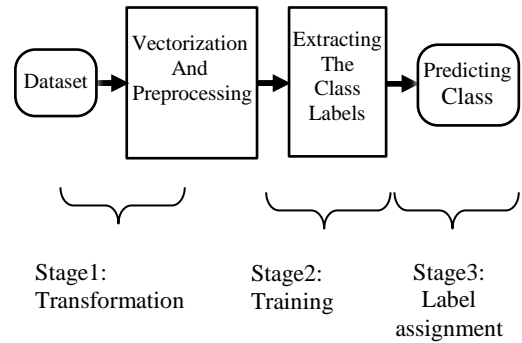 Dataset
Vectorization
And
Preprocessing
Extracting
The
Class
Labels
Predicting
Class
Stage1:
Transformation
Stage2:
Training
Stage3:
Label
assignment